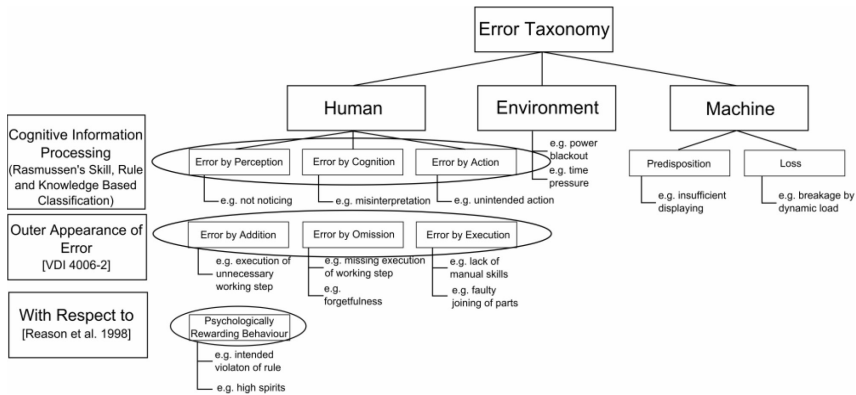 Error Taxonomy
Human
Environment
Machine
Cognitive Information
Processing
(Rasmussen's Skill, Rule
and Knowledge Based
Classification)
Error by Perception
Error by Cognition
Error by Action
e.g. power
blackout
e.g. time
pressure
Predisposition
Loss
e.g. not noticing
e.g. misinterpretation
e.g. unintended action
e.g. insufficient
displaying
e.g. breakage by
dynamic load
Outer Appearance of
Error
[VDI 4006-2]
Error by Addition
Error by Omission
Error by Execution
e.g. execution of
unnecessary
working step
e.g. missing execution
of working step
e.g.
forgetfulness
e.g. lack of
manual skills
e.g. faulty
joining of parts
With Respect to
[Reason et al. 1998]
Psychologically
Rewarding Behaviour
e.g. intended
violaton of rule
e.g. high spirits